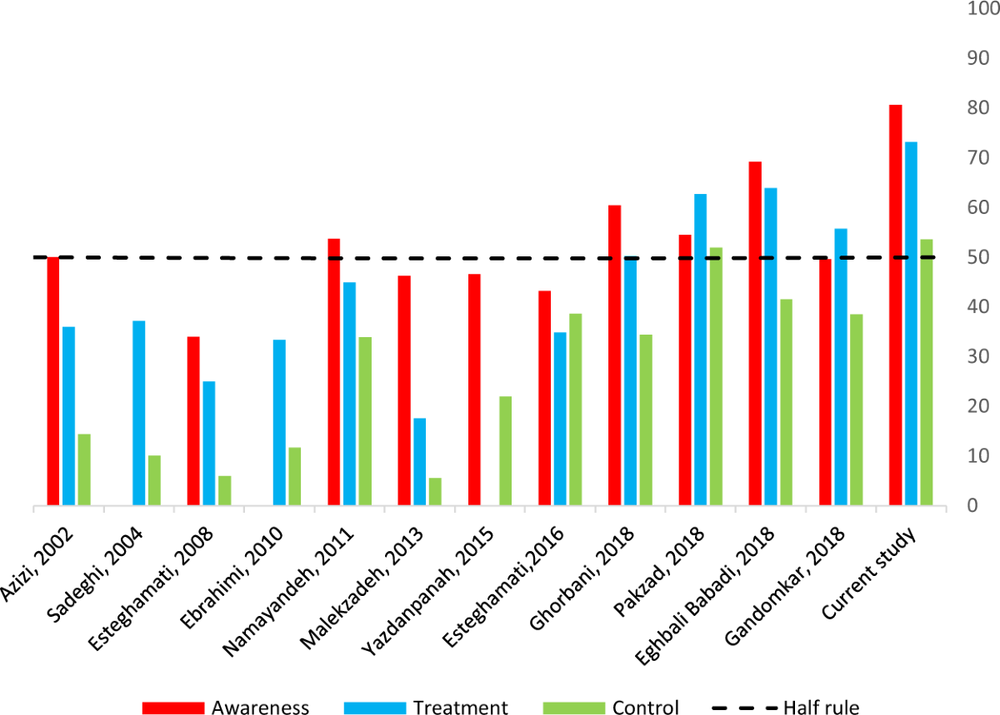 100
90
80
70
60
50
40
30
20
10
0
Azizi, 2002
Sadeghi, 2004
Esteghamati, 2008
Ebrahimi, 2010
Namayandeh, 2011
Malekzadeh, 2013
Yazdanpanah, 2015
Esteghamati,2016
Ghorbani, 2018
Pakzad, 2018
Eghbali Babadi, 2018
Gandomkar, 2018
Current study
Awareness Treatment Control Half rule